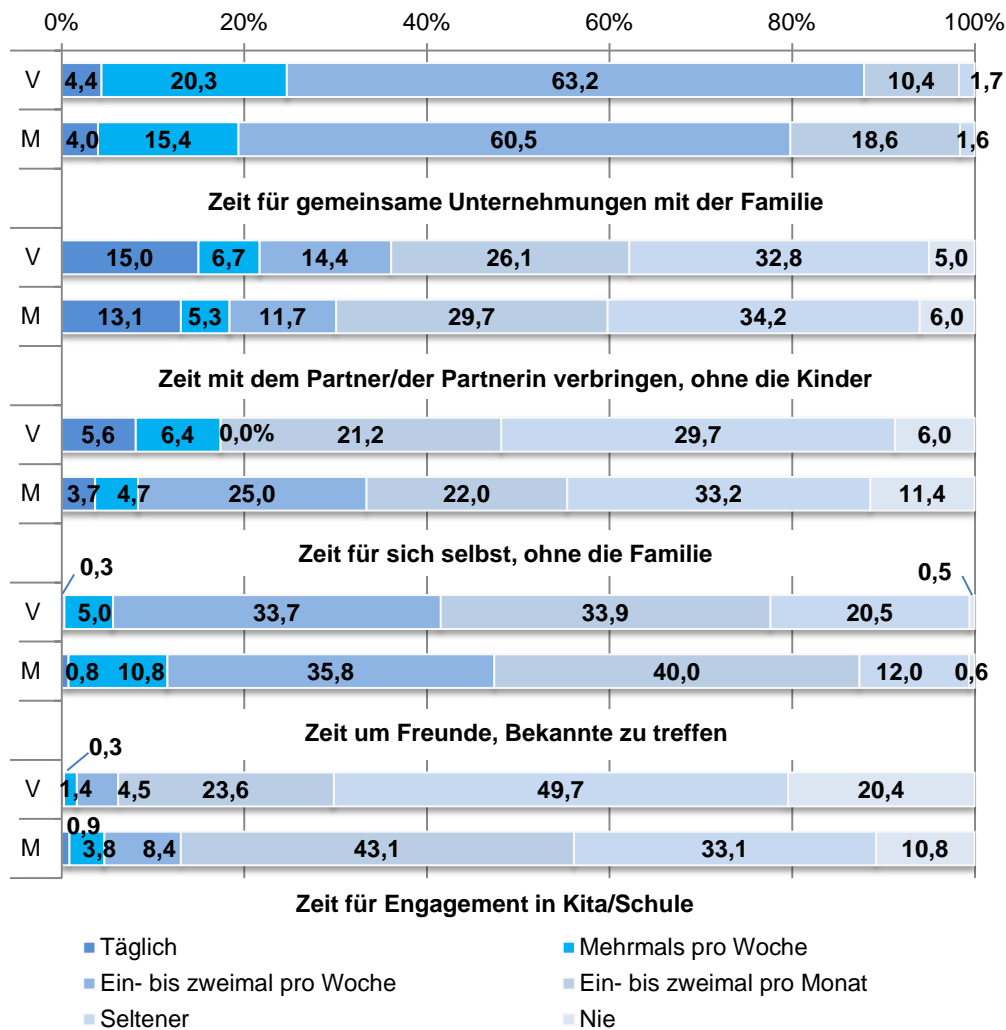 0% 20% 40% 60% 80% 100%
V 4,4 20,3 63,2 10,4 1,7
M 4,0 15,4 60,5 18,6 1,6
Zeit für gemeinsame Unternehmungen mit der Familie
V 15,0 6,7 14,4 26,1 32,8 5,0
M 13,1 5,3 11,7 29,7 34,2 6,0
Zeit mit dem Partner/der Partnerin verbringen, ohne die Kinder
V 5,6 6,4 0,0% 21,2 29,7 6,0
M 3,7 4,7 25,0 22,0 33,2 11,4
Zeit für sich selbst, ohne die Familie
0,3 0,5
V 5,0 33,7 33,9 20,5
M 0,8 10,8 35,8 40,0 12,0 0,6
Zeit um Freunde, Bekannte zu treffen
0,3
V 1,4 4,5 23,6 49,7 20,4
0,9
M 3,8 8,4 43,1 33,1 10,8
Zeit für Engagement in Kita/Schule
Täglich Mehrmals pro Woche
Ein- bis zweimal pro Woche Ein- bis zweimal pro Monat
Seltener Nie